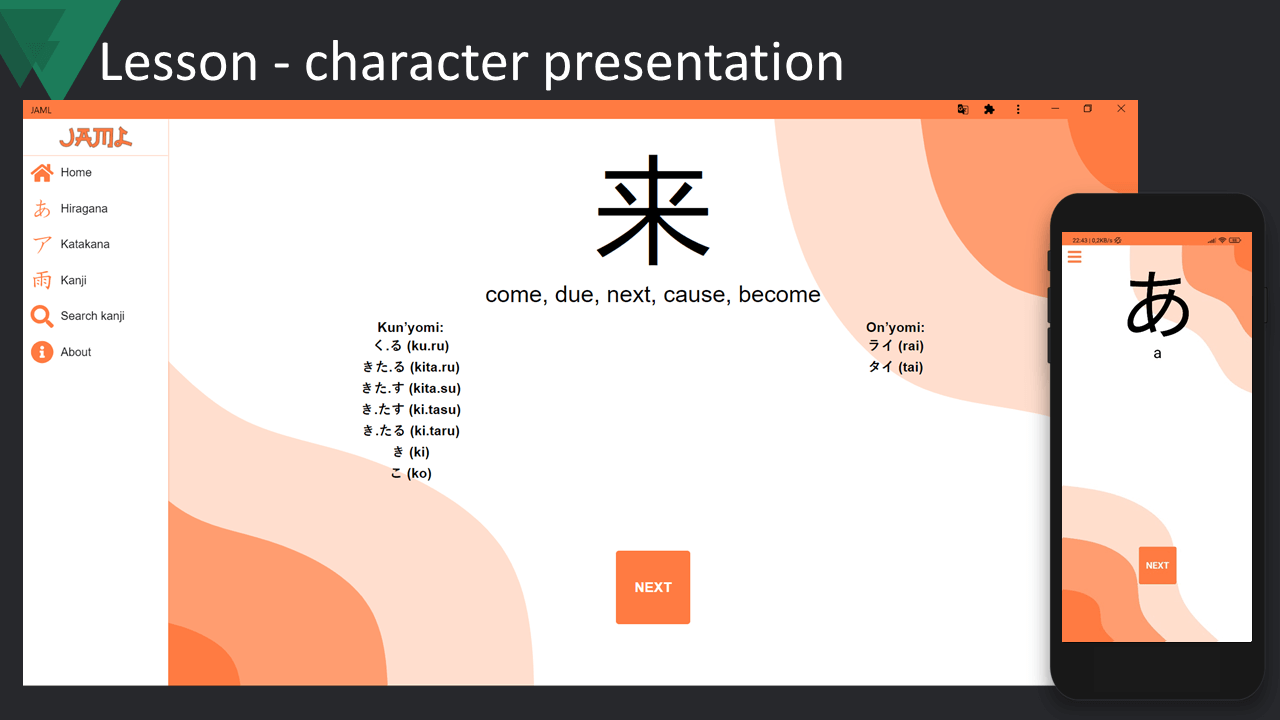 Lesson - character presentation
JAML
JAML
Home
あ Hiragana
ア Katakana
雨 Kanji
Search kanji
About
来
come, due, next, cause, become
Kun'yomi:
く.る (ku.ru)
きた.る (kita.ru)
きた.す (kita.su)
き.たす (ki.tasu)
き.たる (ki.taru)
き (ki)
こ (ko)
On'yomi:
ライ (rai)
タイ (tai)
NEXT
22:43 | 0,2KB/s
あ
a
NEXT